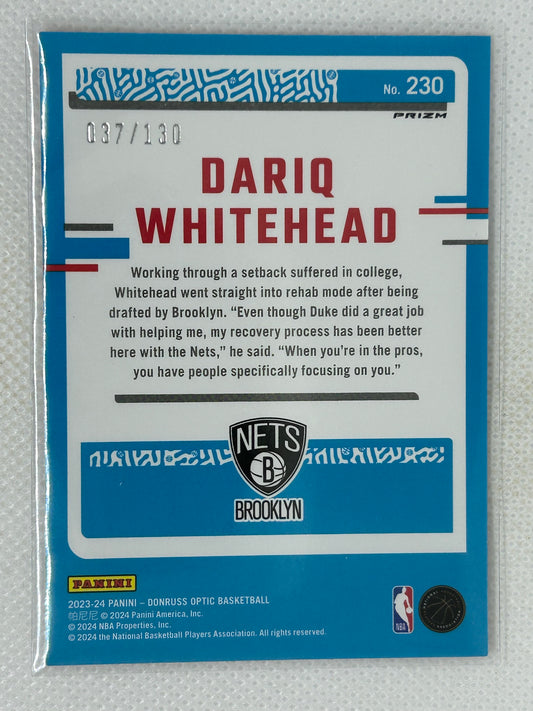 No. 230
PRIZM
037/130
DARIQ
WHITEHEAD
Working through a setback suffered in college,
Whitehead went straight into rehab mode after being
drafted by Brooklyn. “Even though Duke did a great job
with helping me, my recovery process has been better
here with the Nets,” he said. “When you're in the pros,
you have people specifically focusing on you.”
NETS
B
BROOKLYN
PANINI
2023-24 PANINI – DONRUSS OPTIC BASKETBALL
帕尼尼 © 2024 Panini America, Inc.
© 2024 NBA Properties, Inc.
© 2024 the National Basketball Players Association. All rights reserved.
NBA